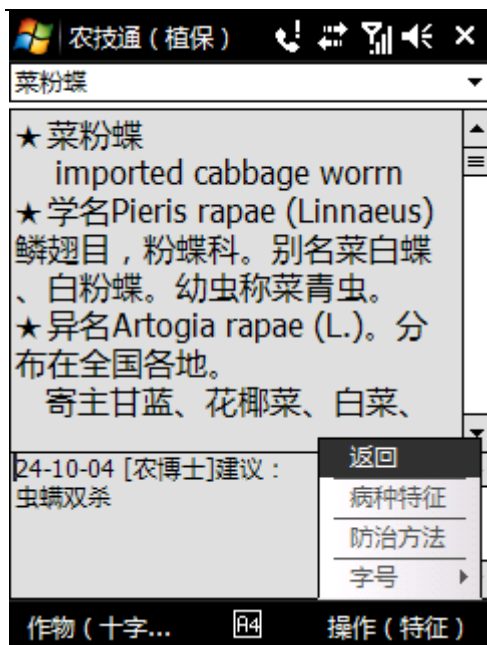 农技通（植保）
菜粉蝶
★菜粉蝶
imported cabbage worrn
★学名Pieris rapae (Linnaeus)
鳞翅目，粉蝶科。别名菜白蝶
、白粉蝶。幼虫称菜青虫。
★异名Artogia rapae (L.)。分
布在全国各地。
寄主甘蓝、花椰菜、白菜、
24-10-04 [农博士]建议：
虫螨双杀
返回
病种特征
防治方法
字号
作物（十字...
A4
操作（特征）